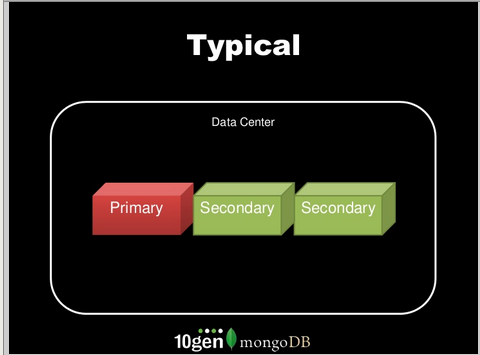 Typical
Data Center
Primary Secondary Secondary
10gen mongoDB